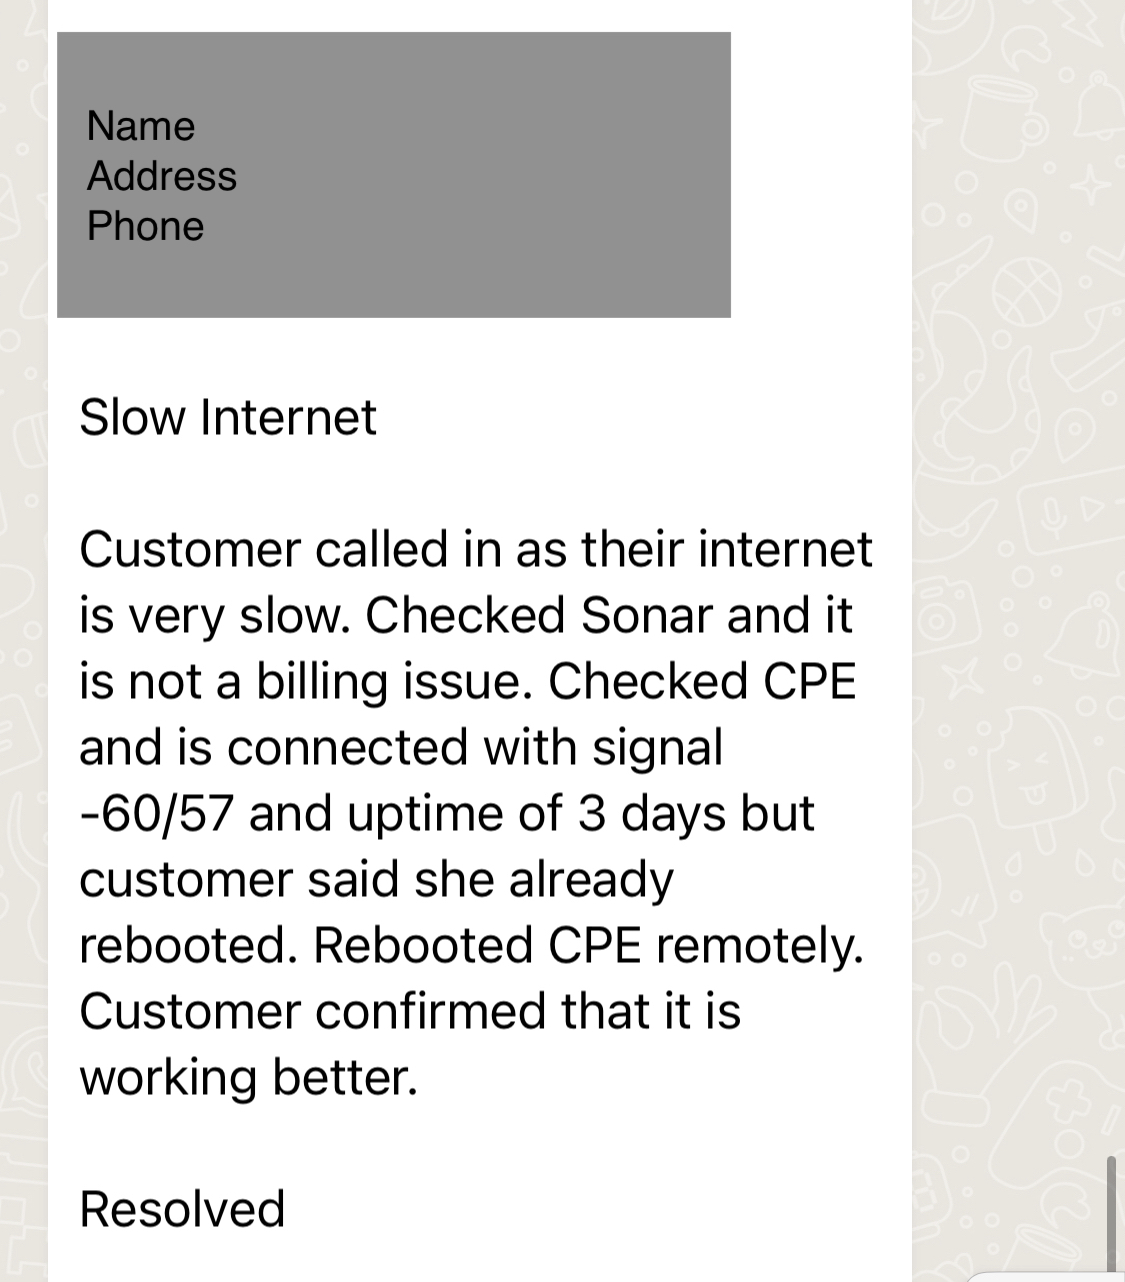 Name
Address
Phone
Slow Internet
Customer called in as their internet
is very slow. Checked Sonar and it
is not a billing issue. Checked CPE
and is connected with signal
-60/57 and uptime of 3 days but
customer said she already
rebooted. Rebooted CPE remotely.
Customer confirmed that it is
working better.
Resolved